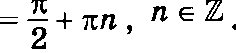 = π/2 + πn , n ∈ ℤ .